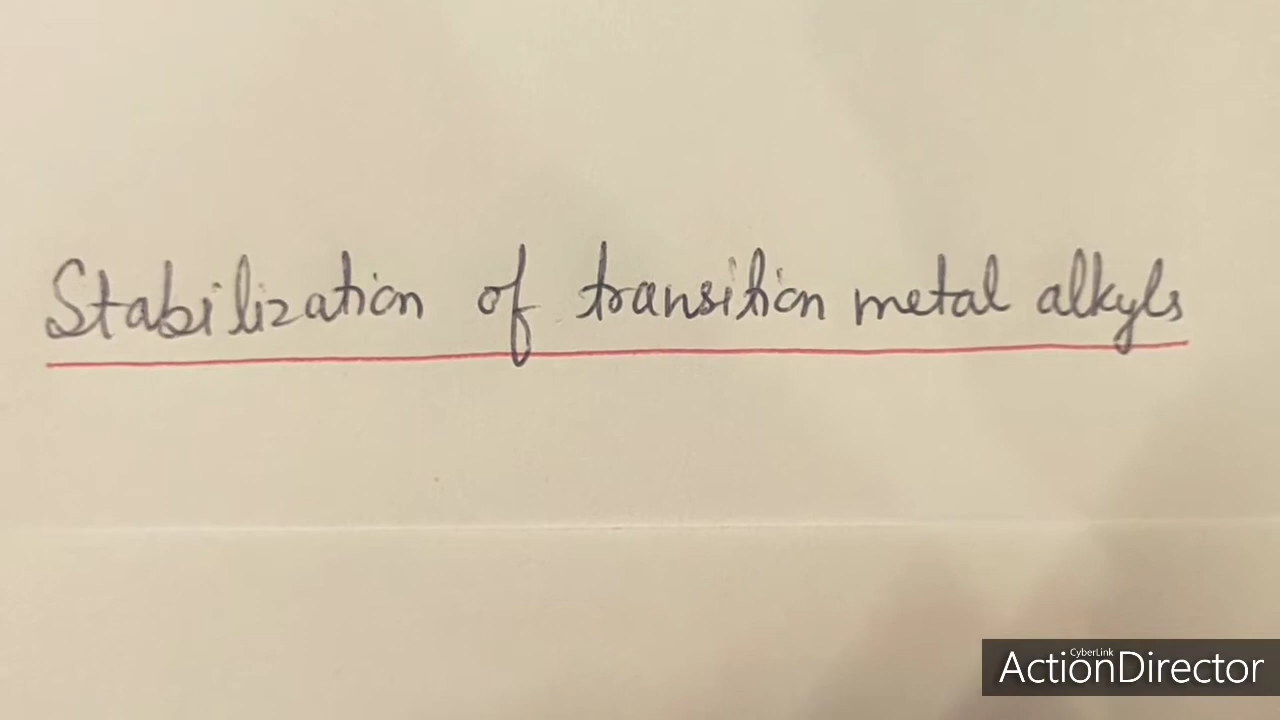 Stabilization of transition metal alkyls
CyberLink
ActionDirector